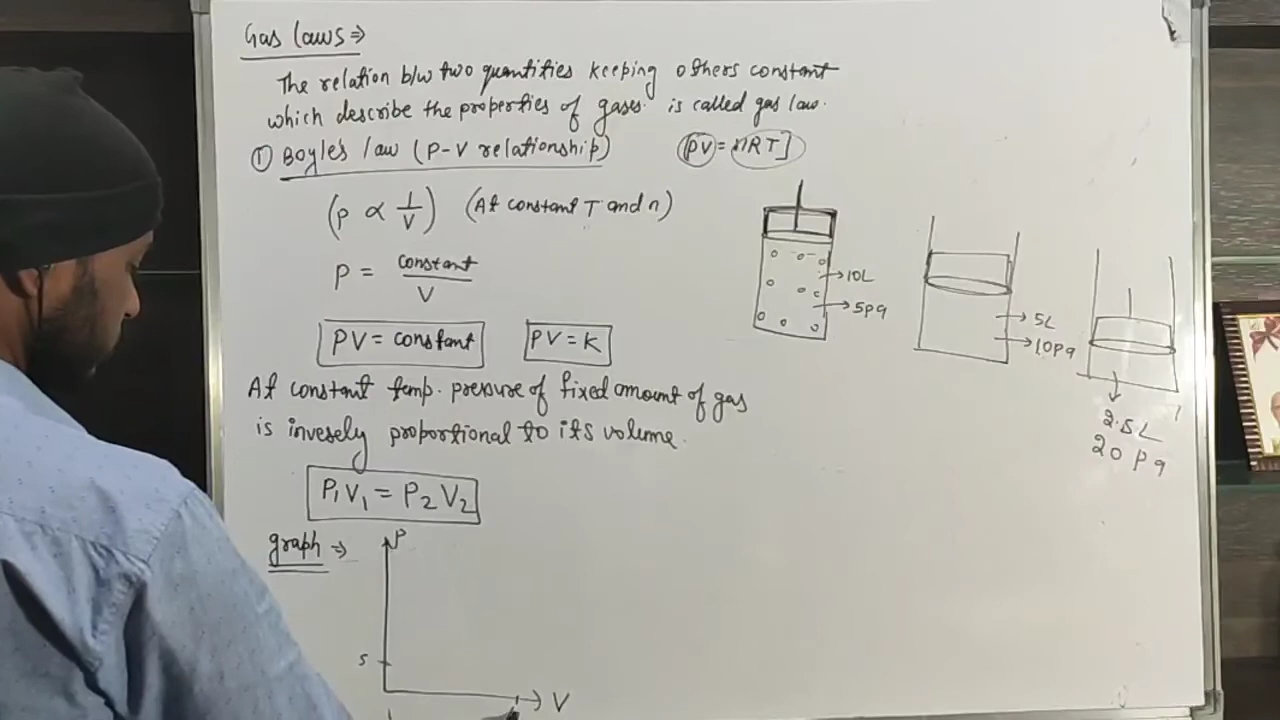 Gas laws ⇒
The relation b/w two quantities keeping others constant
which describe the properties of gases is called gas law.
① Boyle's law (P-V relationship) [PV = nRT]
(P ∝ 1/V) (At constant T and n)
P = constant/V
PV = constant PV = K
At constant temp. pressure of fixed amount of gas
is invesely proportional to its volume.
P₁V₁ = P₂V₂
graph ⇒
P
5
V
10L
5Pa
5L
10Pa
2.5L
20 Pa